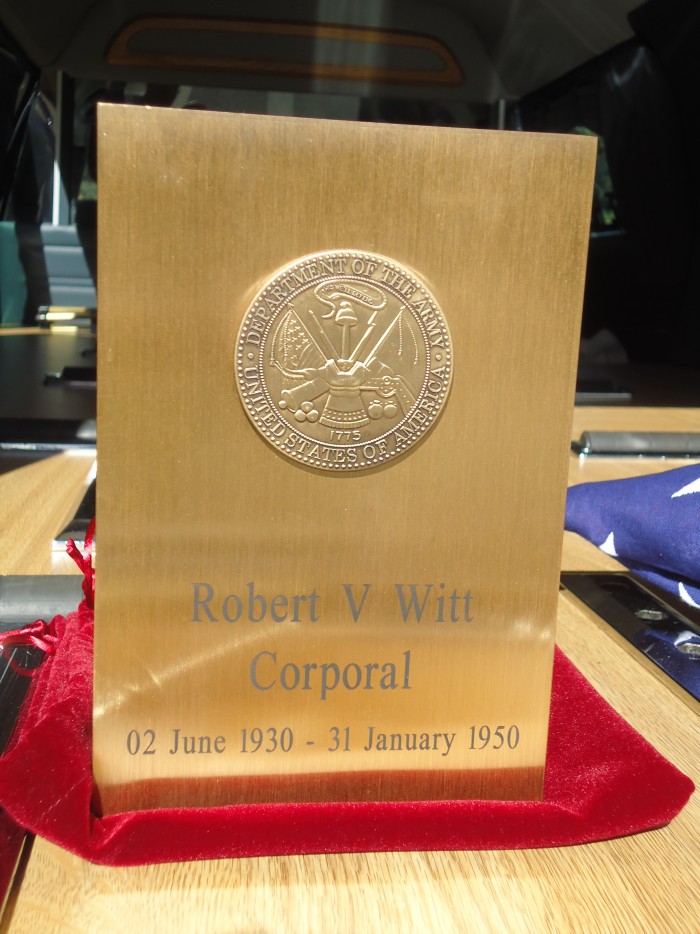 DEPARTMENT OF THE ARMY
UNITED STATES OF AMERICA
1775
Robert V Witt
Corporal
02 June 1930 - 31 January 1950